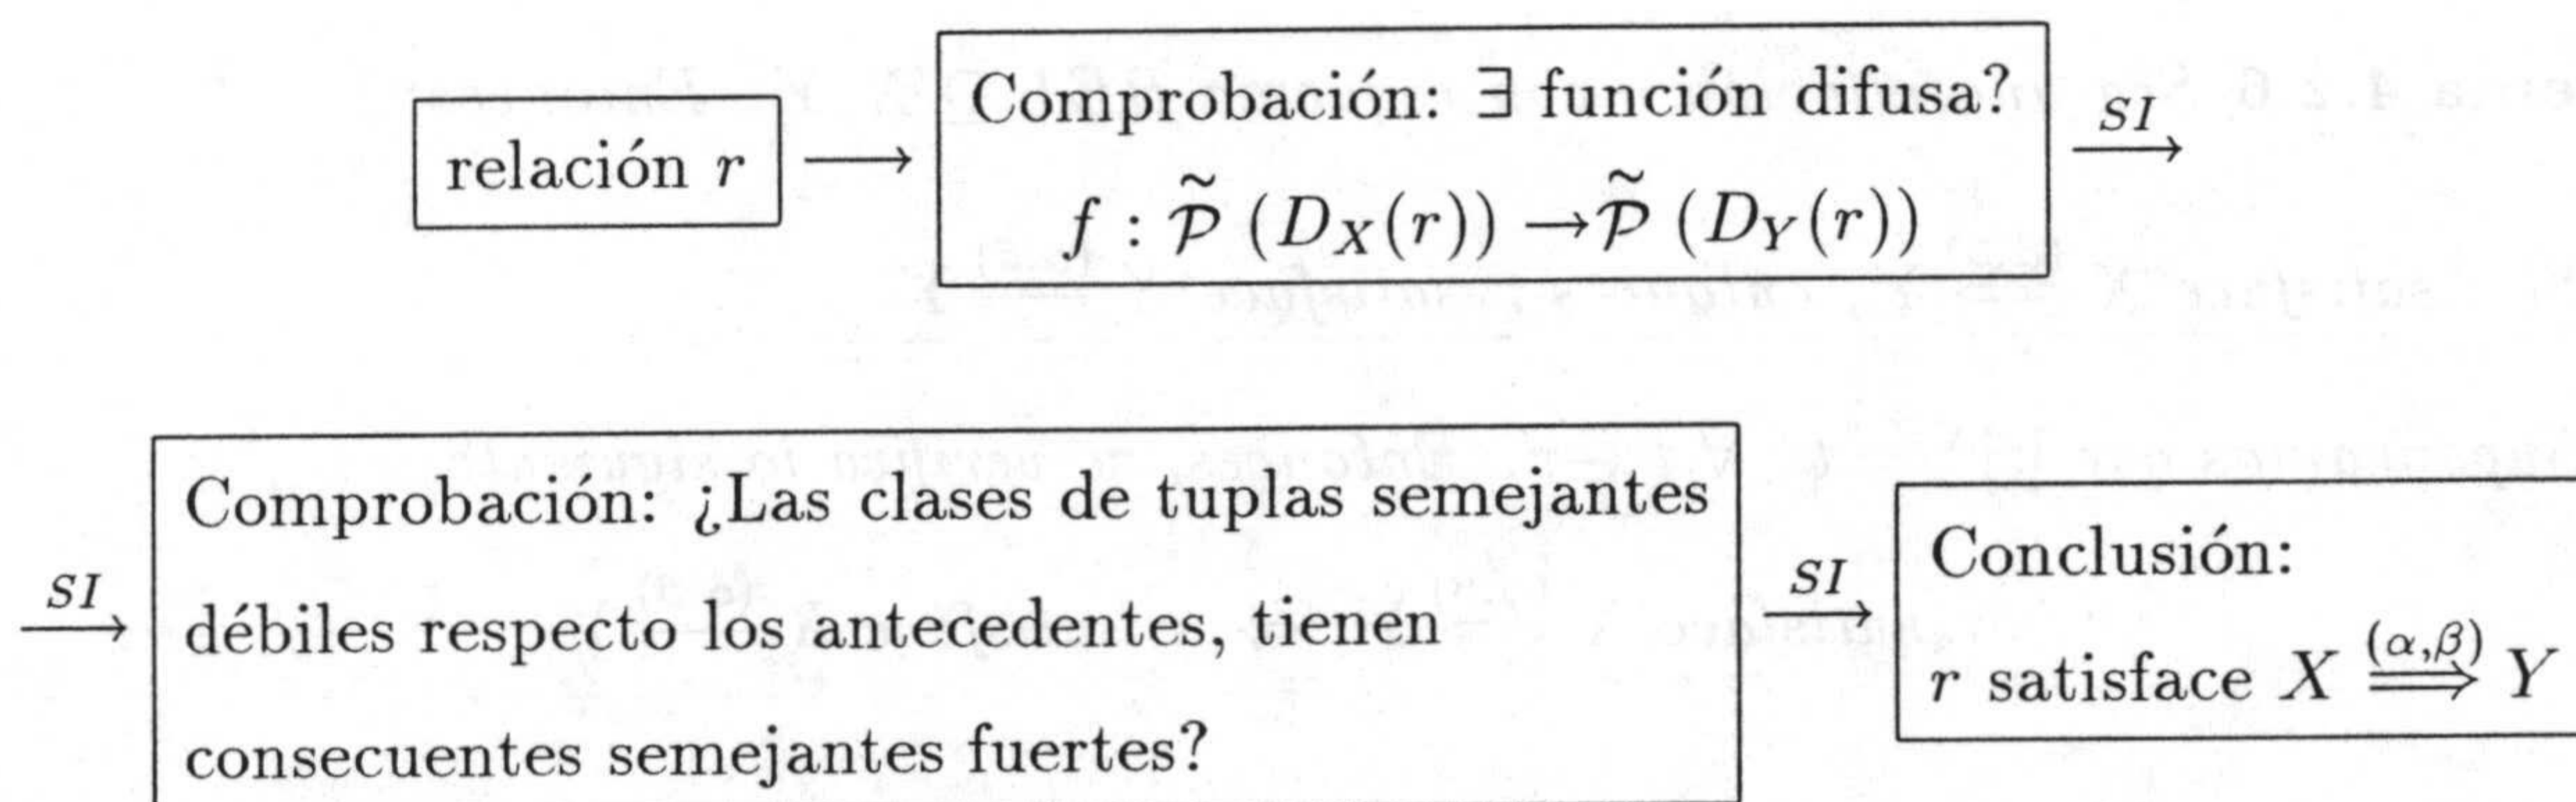 relación r
Comprobación: ∃ función difusa?
f : 𝒫̃ (D_X(r)) → 𝒫̃ (D_Y(r))
SI
SI
Comprobación: ¿Las clases de tuplas semejantes
débiles respecto los antecedentes, tienen
consecuentes semejantes fuertes?
SI
Conclusión:
r satisface X ⟹^{(α,β)} Y